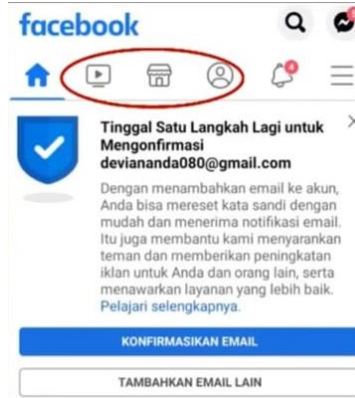 facebook
4
Tinggal Satu Langkah Lagi untuk
Mengonfirmasi
deviananda080@gmail.com
Dengan menambahkan email ke akun,
Anda bisa mereset kata sandi dengan
mudah dan menerima notifikasi email.
Itu juga membantu kami menyarankan
teman dan memberikan peningkatan
iklan untuk Anda dan orang lain, serta
menawarkan layanan yang lebih baik.
Pelajari selengkapnya.
KONFIRMASIKAN EMAIL
TAMBAHKAN EMAIL LAIN